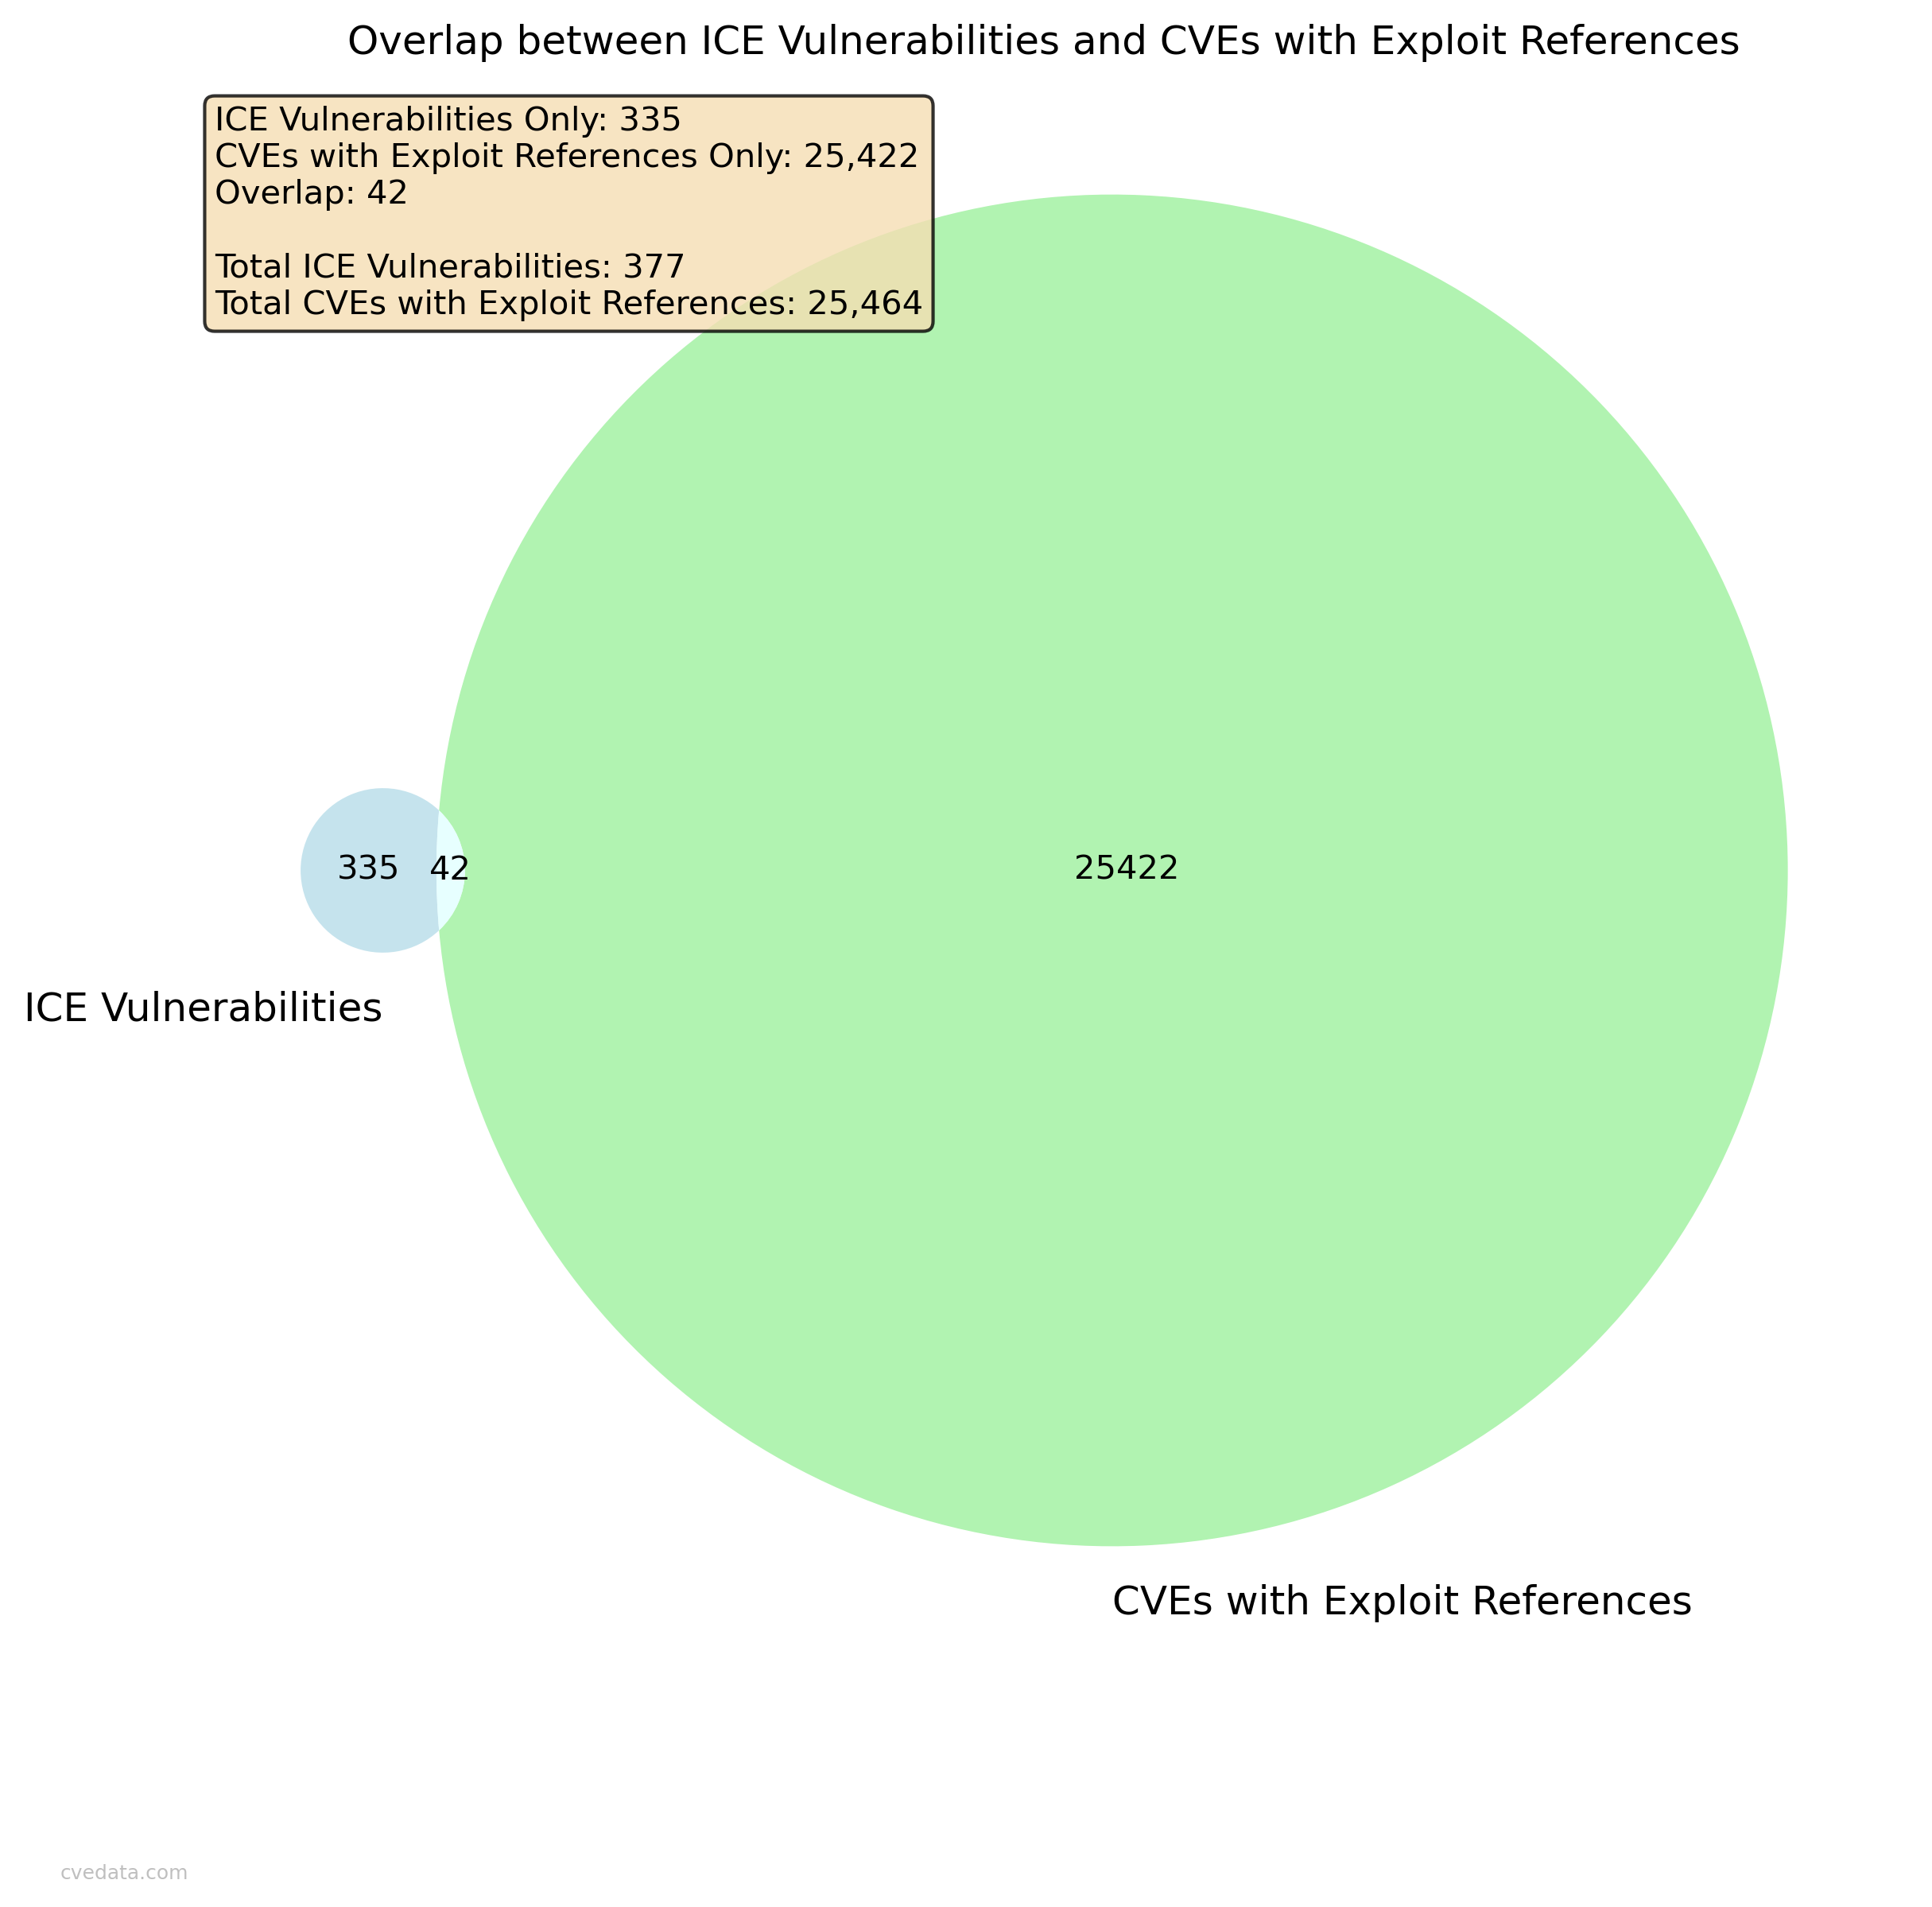 Overlap between ICE Vulnerabilities and CVEs with Exploit References
ICE Vulnerabilities Only: 335
CVEs with Exploit References Only: 25,422
Overlap: 42
Total ICE Vulnerabilities: 377
Total CVEs with Exploit References: 25,464
335
42
25422
ICE Vulnerabilities
CVEs with Exploit References
cvedata.com